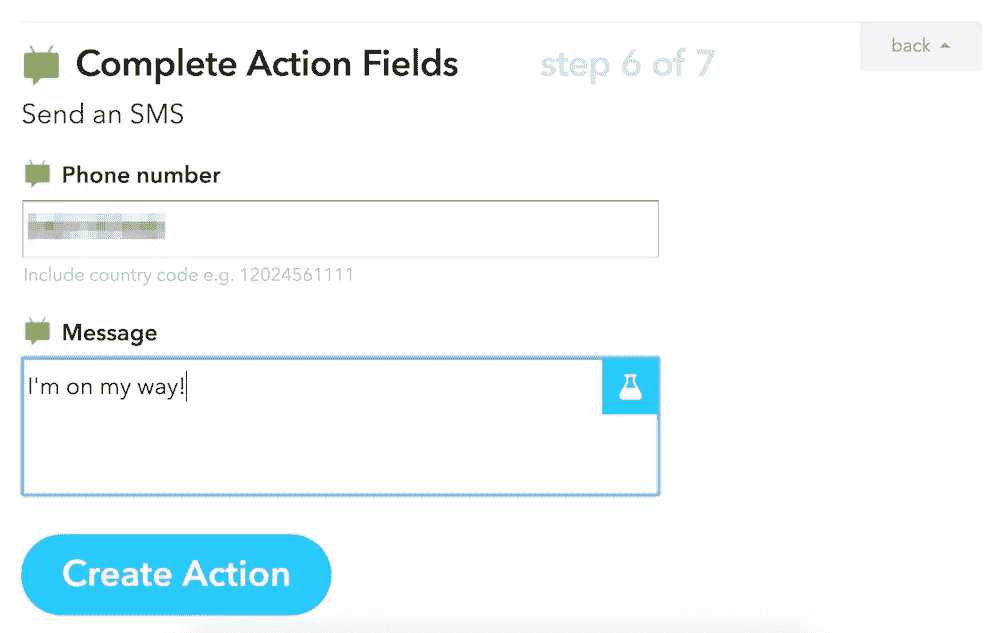 Complete Action Fields
step 6 of 7
back
Send an SMS
Phone number
Include country code e.g. 12024561111
Message
I'm on my way!
Create Action